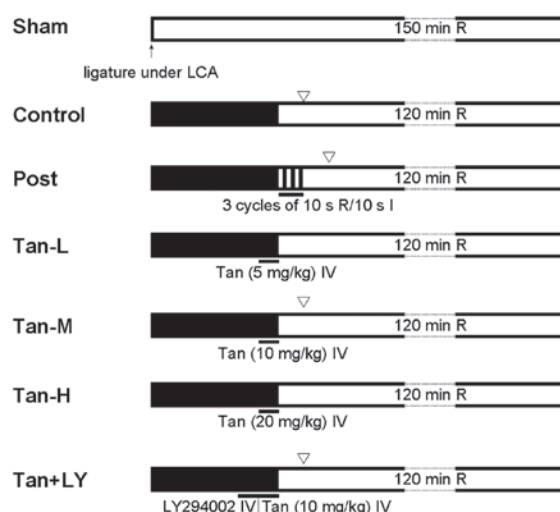 Sham
150 min R
ligature under LCA
Control
120 min R
Post
120 min R
3 cycles of 10 s R/10 s I
Tan-L
120 min R
Tan (5 mg/kg) IV
Tan-M
120 min R
Tan (10 mg/kg) IV
Tan-H
120 min R
Tan (20 mg/kg) IV
Tan+LY
120 min R
LY294002 IV|Tan (10 mg/kg) IV